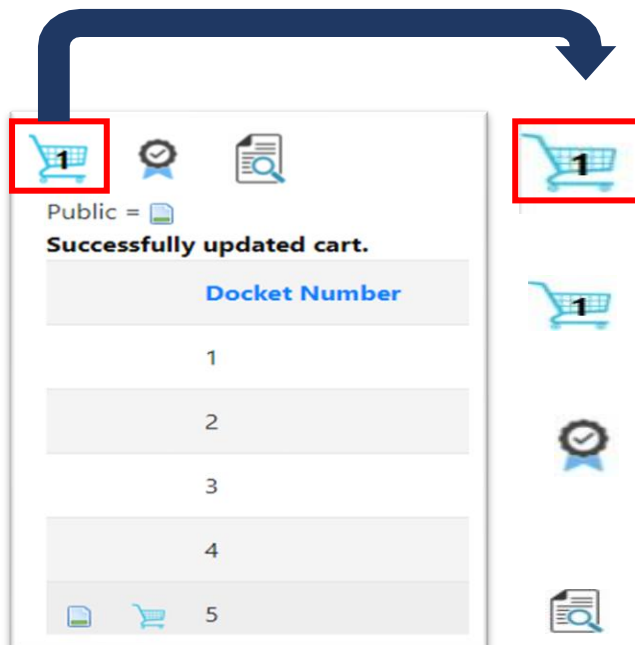 1
1
Public =
Successfully updated cart.
Docket Number
1
1
2
3
4
5